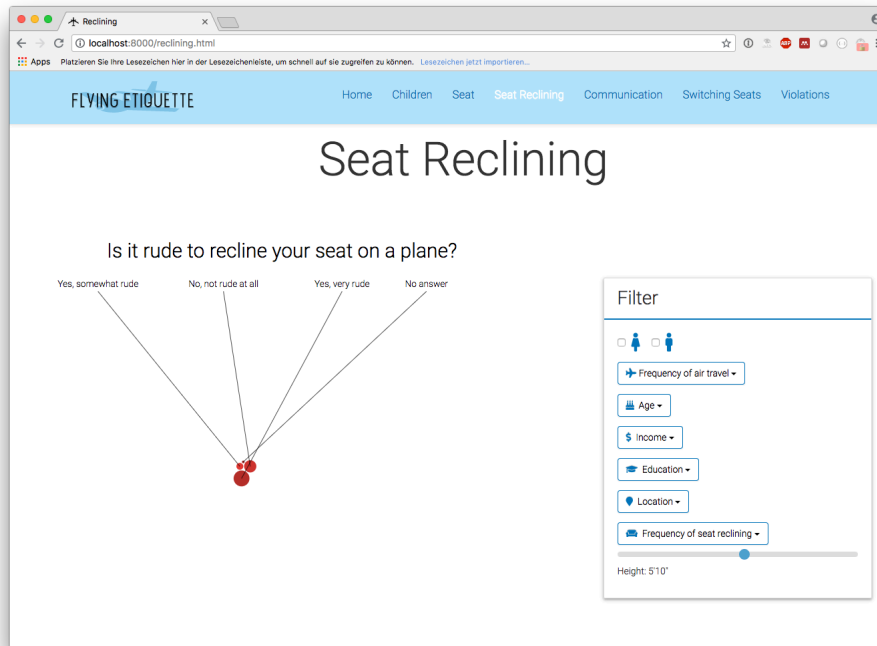 Reclining
localhost:8000/reclining.html
ABP
Apps Platzieren Sie Ihre Lesezeichen hier in der Lesezeichenleiste, um schnell auf sie zugreifen zu können. Lesezeichen jetzt importieren...
FLYING ETIQUETTE
Home Children Seat Seat Reclining Communication Switching Seats Violations
Seat Reclining
Is it rude to recline your seat on a plane?
Yes, somewhat rude No, not rude at all Yes, very rude No answer
Filter
Frequency of air travel
Age
Income
Education
Location
Frequency of seat reclining
Height: 5'10"